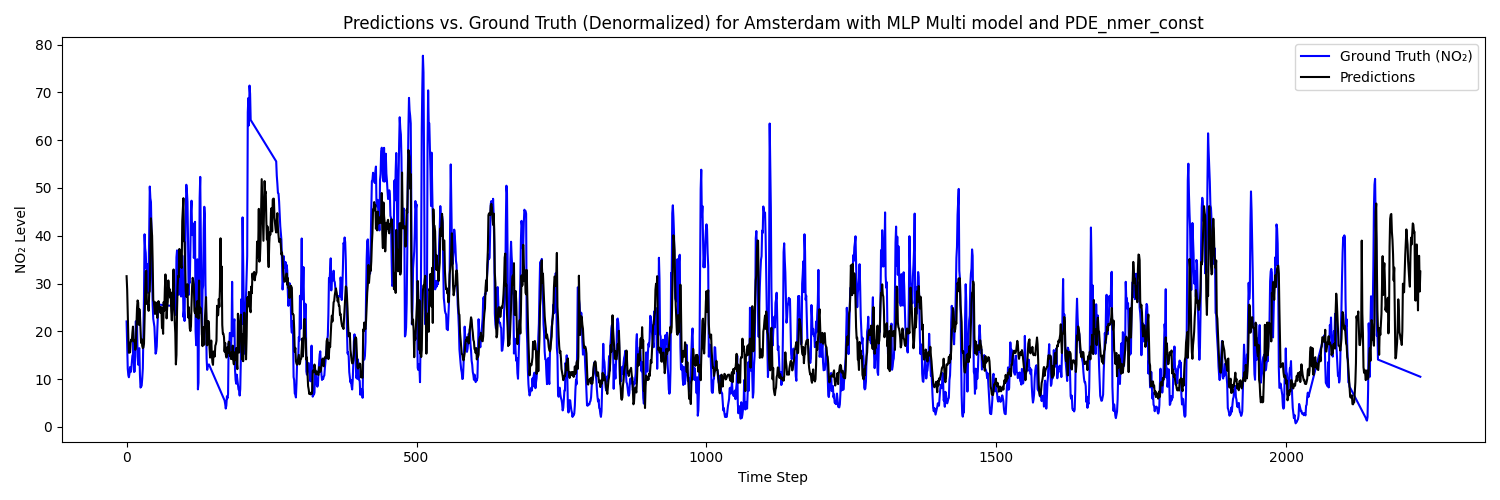 Predictions vs. Ground Truth (Denormalized) for Amsterdam with MLP Multi model and PDE_nmer_const
Ground Truth (NO₂)
Predictions
NO₂ Level
80
70
60
50
40
30
20
10
0
0
500
1000
1500
2000
Time Step